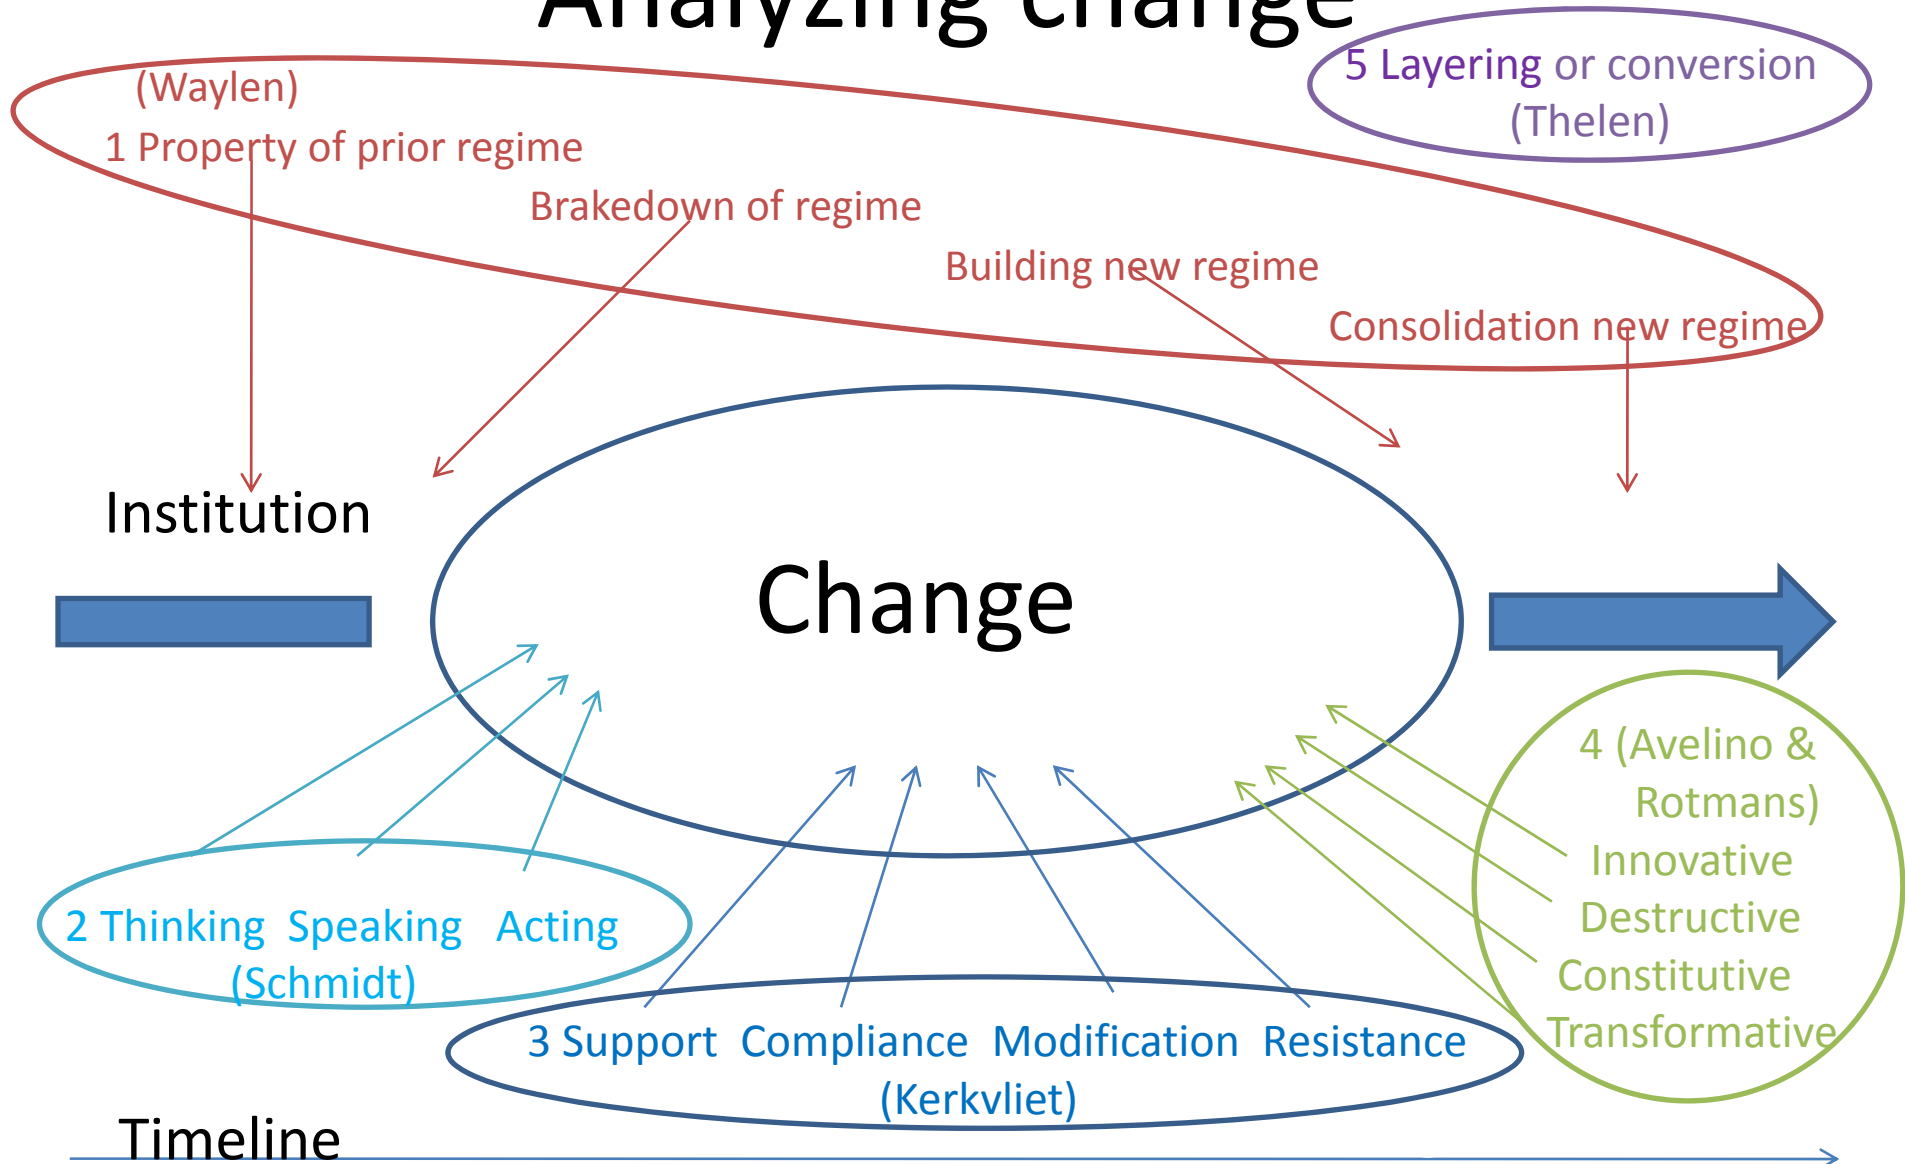 Analyzing change
5 Layering or conversion
(Thelen)
(Waylen)
1 Property of prior regime
Brakedown of regime
Building new regime
Consolidation new regime
Institution
Change
4 (Avelino &
Rotmans)
Innovative
Destructive
Constitutive
Transformative
2 Thinking Speaking Acting
(Schmidt)
3 Support Compliance Modification Resistance
(Kerkvliet)
Timeline